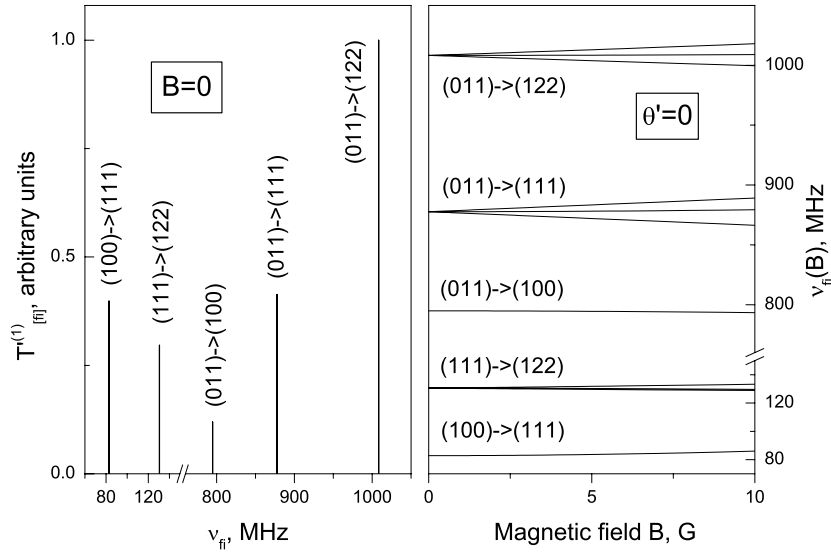 T'(1)[fi], arbitrary units
1.0
0.5
0.0
B=0
(100)->(111)
(111)->(122)
(011)->(100)
(011)->(111)
(011)->(122)
80 120 800 900 1000
νfi, MHz
(011)->(122)
θ'=0
(011)->(111)
(011)->(100)
(111)->(122)
(100)->(111)
1000
900
800
120
80
νfi(B), MHz
0 5 10
Magnetic field B, G